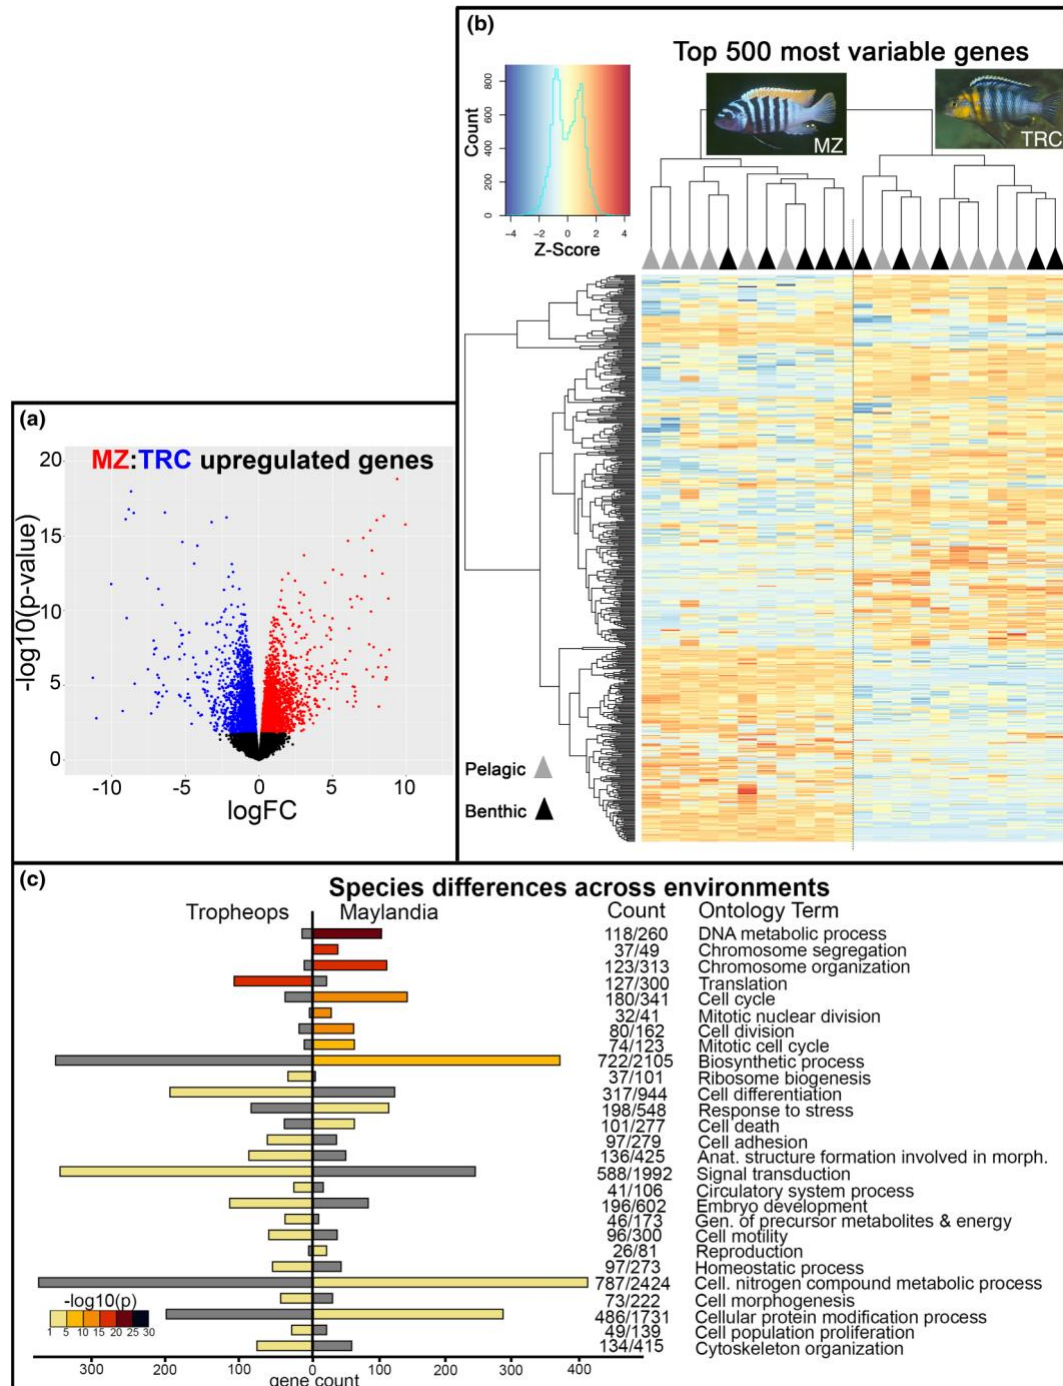 (b)
Top 500 most variable genes
MZ
TRC
Count
800
600
400
200
0
-4 -2 0 2 4
Z-Score
(a)
MZ:TRC upregulated genes
-log10(p-value)
20
15
10
5
0
-10 -5 0 5 10
logFC
Pelagic
Benthic
(c)
Species differences across environments
Tropheops Maylandia Count Ontology Term
118/260 DNA metabolic process
37/49 Chromosome segregation
123/313 Chromosome organization
127/300 Translation
180/341 Cell cycle
32/41 Mitotic nuclear division
80/162 Cell division
74/123 Mitotic cell cycle
722/2105 Biosynthetic process
37/101 Ribosome biogenesis
317/944 Cell differentiation
198/548 Response to stress
101/277 Cell death
97/279 Cell adhesion
136/425 Anat. structure formation involved in morph.
588/1992 Signal transduction
41/106 Circulatory system process
196/602 Embryo development
46/173 Gen. of precursor metabolites & energy
96/300 Cell motility
26/81 Reproduction
97/273 Homeostatic process
787/2424 Cell. nitrogen compound metabolic process
73/222 Cell morphogenesis
486/1731 Cellular protein modification process
49/139 Cell population proliferation
134/415 Cytoskeleton organization
-log10(p)
1 5 10 15 20 25 30
300 200 100 0 100 200 300 400
gene count